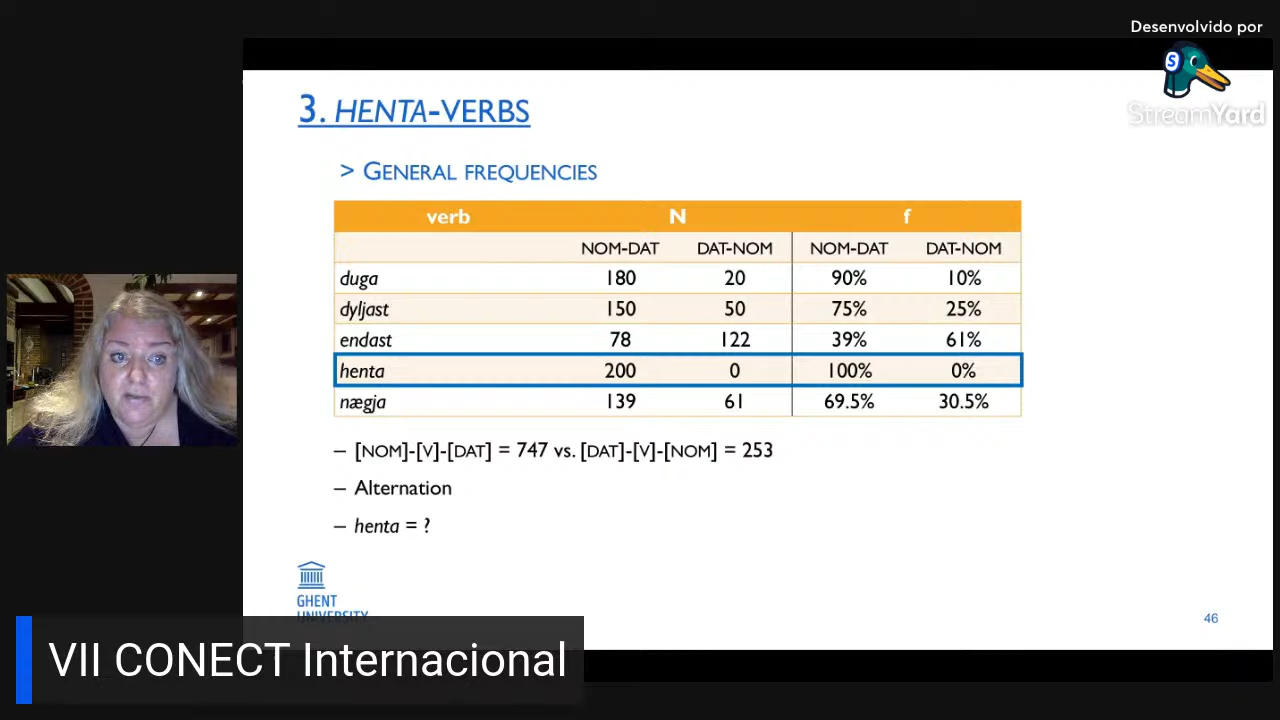 Desenvolvido por
StreamYard
3. HENTA-VERBS
> GENERAL FREQUENCIES
verb N f
NOM-DAT DAT-NOM NOM-DAT DAT-NOM
duga 180 20 90% 10%
dyljast 150 50 75% 25%
endast 78 122 39% 61%
henta 200 0 100% 0%
nægja 139 61 69.5% 30.5%
– [NOM]-[V]-[DAT] = 747 vs. [DAT]-[V]-[NOM] = 253
– Alternation
– henta = ?
GHENT
UNIVERSITY
46
VII CONECT Internacional